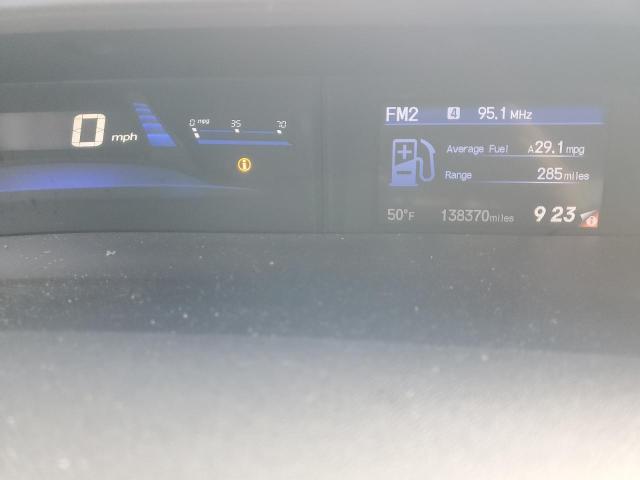 0 mph
0 mpg 35 70
FM2 4 95.1 MHz
Average Fuel A29.1 mpg
Range 285 miles
50°F 138370 miles 9 23